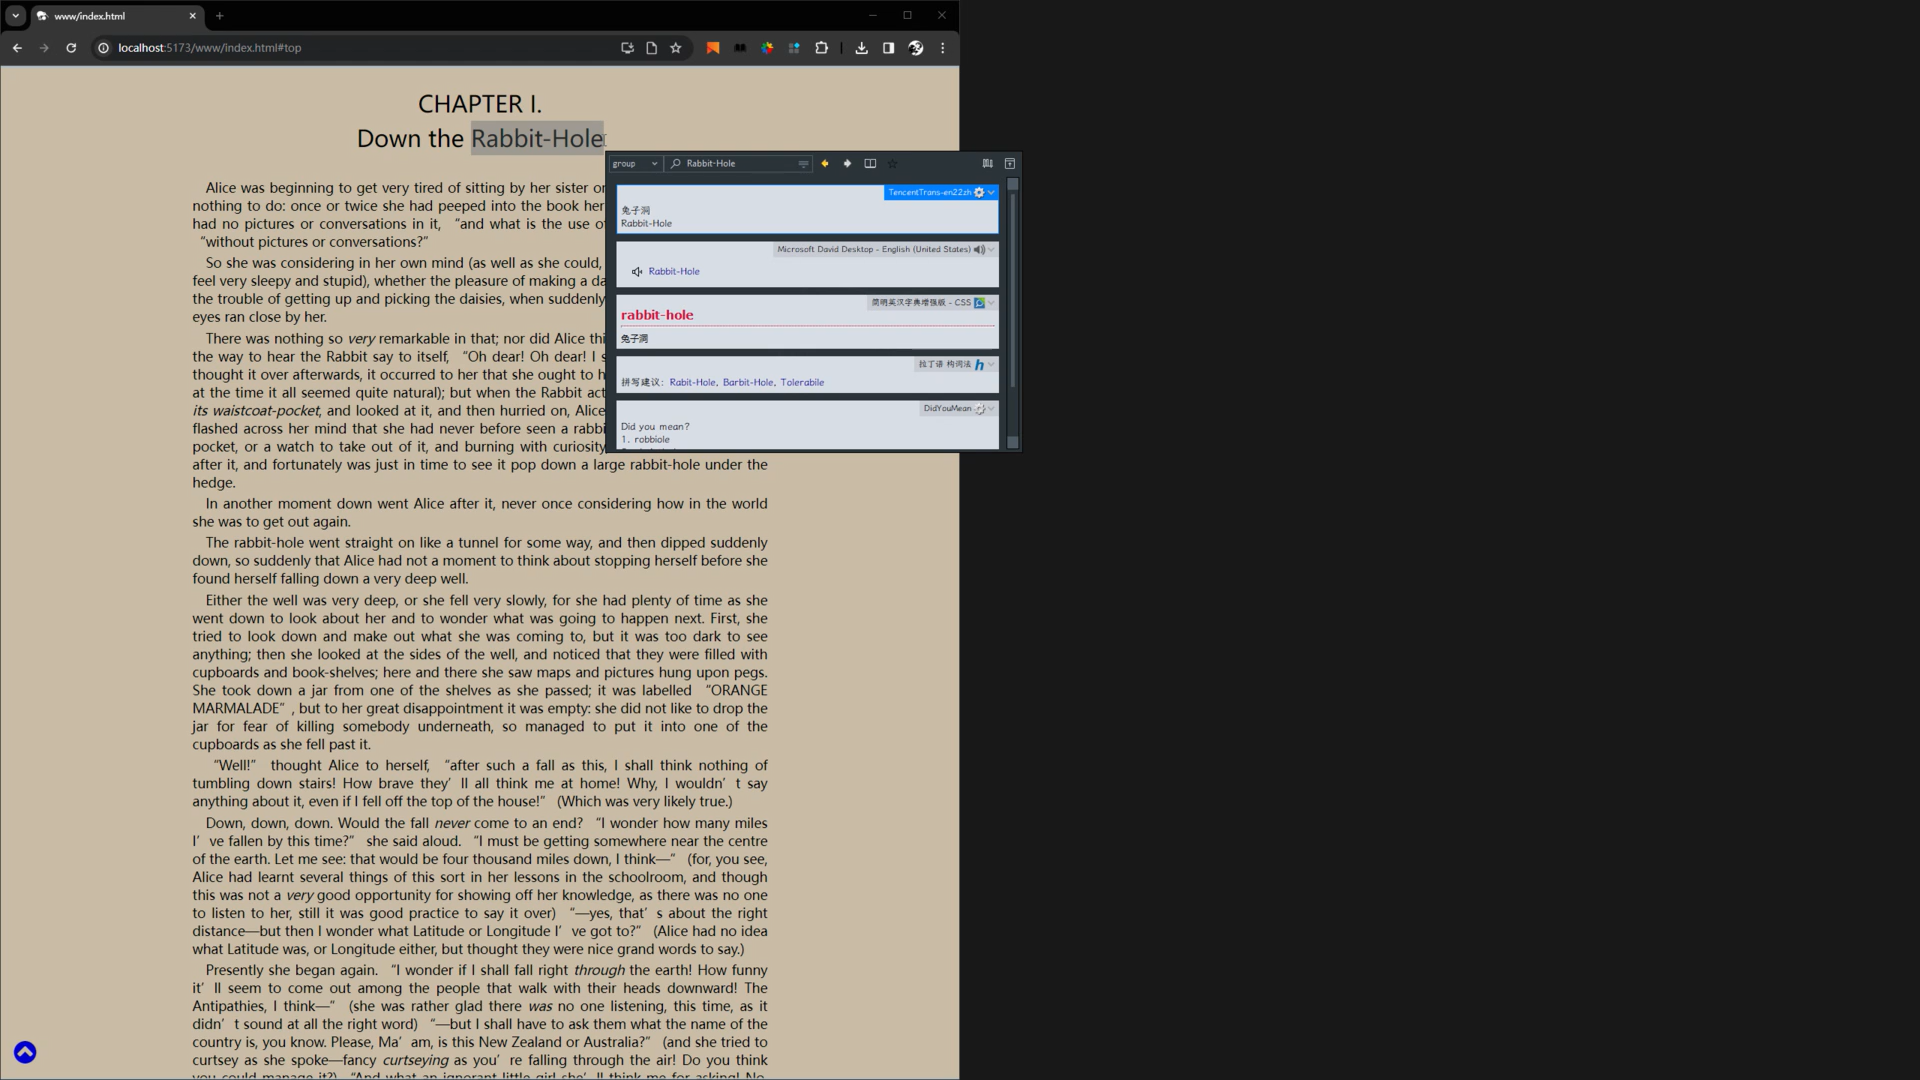 www/index.html
localhost:5173/www/index.html#top
CHAPTER I.
Down the Rabbit-Hole
group
Rabbit-Hole
TencentTrans-en22zh
兔子洞
Rabbit-Hole
Microsoft David Desktop - English (United States)
Rabbit-Hole
简明英汉字典增强版 - CSS
rabbit-hole
兔子洞
拉丁语 构词法
拼写建议: Rabit-Hole, Barbit-Hole, Tolerabile
DidYouMean
Did you mean?
1. robbiole
Alice was beginning to get very tired of sitting by her sister
nothing to do: once or twice she had peeped into the book her
had no pictures or conversations in it, “and what is the use of
“without pictures or conversations?”
So she was considering in her own mind (as well as she could,
feel very sleepy and stupid), whether the pleasure of making a
the trouble of getting up and picking the daisies, when suddenly
eyes ran close by her.
There was nothing so very remarkable in that; nor did Alice
the way to hear the Rabbit say to itself, “Oh dear! Oh dear! I
thought it over afterwards, it occurred to her that she ought to
at the time it all seemed quite natural); but when the Rabbit
its waistcoat-pocket, and looked at it, and then hurried on, Alice
flashed across her mind that she had never before seen a
pocket, or a watch to take out of it, and burning with curiosity
after it, and fortunately was just in time to see it pop down a large rabbit-hole under the
hedge.
In another moment down went Alice after it, never once considering how in the world
she was to get out again.
The rabbit-hole went straight on like a tunnel for some way, and then dipped suddenly
down, so suddenly that Alice had not a moment to think about stopping herself before she
found herself falling down a very deep well.
Either the well was very deep, or she fell very slowly, for she had plenty of time as she
went down to look about her and to wonder what was going to happen next. First, she
tried to look down and make out what she was coming to, but it was too dark to see
anything; then she looked at the sides of the well, and noticed that they were filled with
cupboards and book-shelves; here and there she saw maps and pictures hung upon pegs.
She took down a jar from one of the shelves as she passed; it was labelled “ORANGE
MARMALADE”, but to her great disappointment it was empty: she did not like to drop the
jar for fear of killing somebody underneath, so managed to put it into one of the
cupboards as she fell past it.
“Well!” thought Alice to herself, “after such a fall as this, I shall think nothing of
tumbling down stairs! How brave they’ll all think me at home! Why, I wouldn’t say
anything about it, even if I fell off the top of the house!” (Which was very likely true.)
Down, down, down. Would the fall never come to an end? “I wonder how many miles
I’ve fallen by this time?” she said aloud. “I must be getting somewhere near the centre
of the earth. Let me see: that would be four thousand miles down, I think—” (for, you see,
Alice had learnt several things of this sort in her lessons in the schoolroom, and though
this was not a very good opportunity for showing off her knowledge, as there was no one
to listen to her, still it was good practice to say it over) “—yes, that’s about the right
distance—but then I wonder what Latitude or Longitude I’ve got to?” (Alice had no idea
what Latitude was, or Longitude either, but thought they were nice grand words to say.)
Presently she began again. “I wonder if I shall fall right through the earth! How funny
it’ll seem to come out among the people that walk with their heads downward! The
Antipathies, I think—” (she was rather glad there was no one listening, this time, as it
didn’t sound at all the right word) “—but I shall have to ask them what the name of the
country is, you know. Please, Ma’am, is this New Zealand or Australia?” (and she tried to
curtsey as she spoke—fancy curtseying as you’re falling through the air! Do you think
you could manage it?) “And what an ignorant little girl she’ll think me for asking! No,